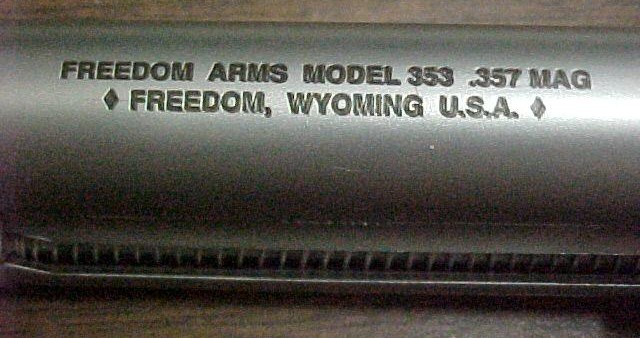 FREEDOM ARMS MODEL 353 .357 MAG
♦ FREEDOM, WYOMING U.S.A. ♦